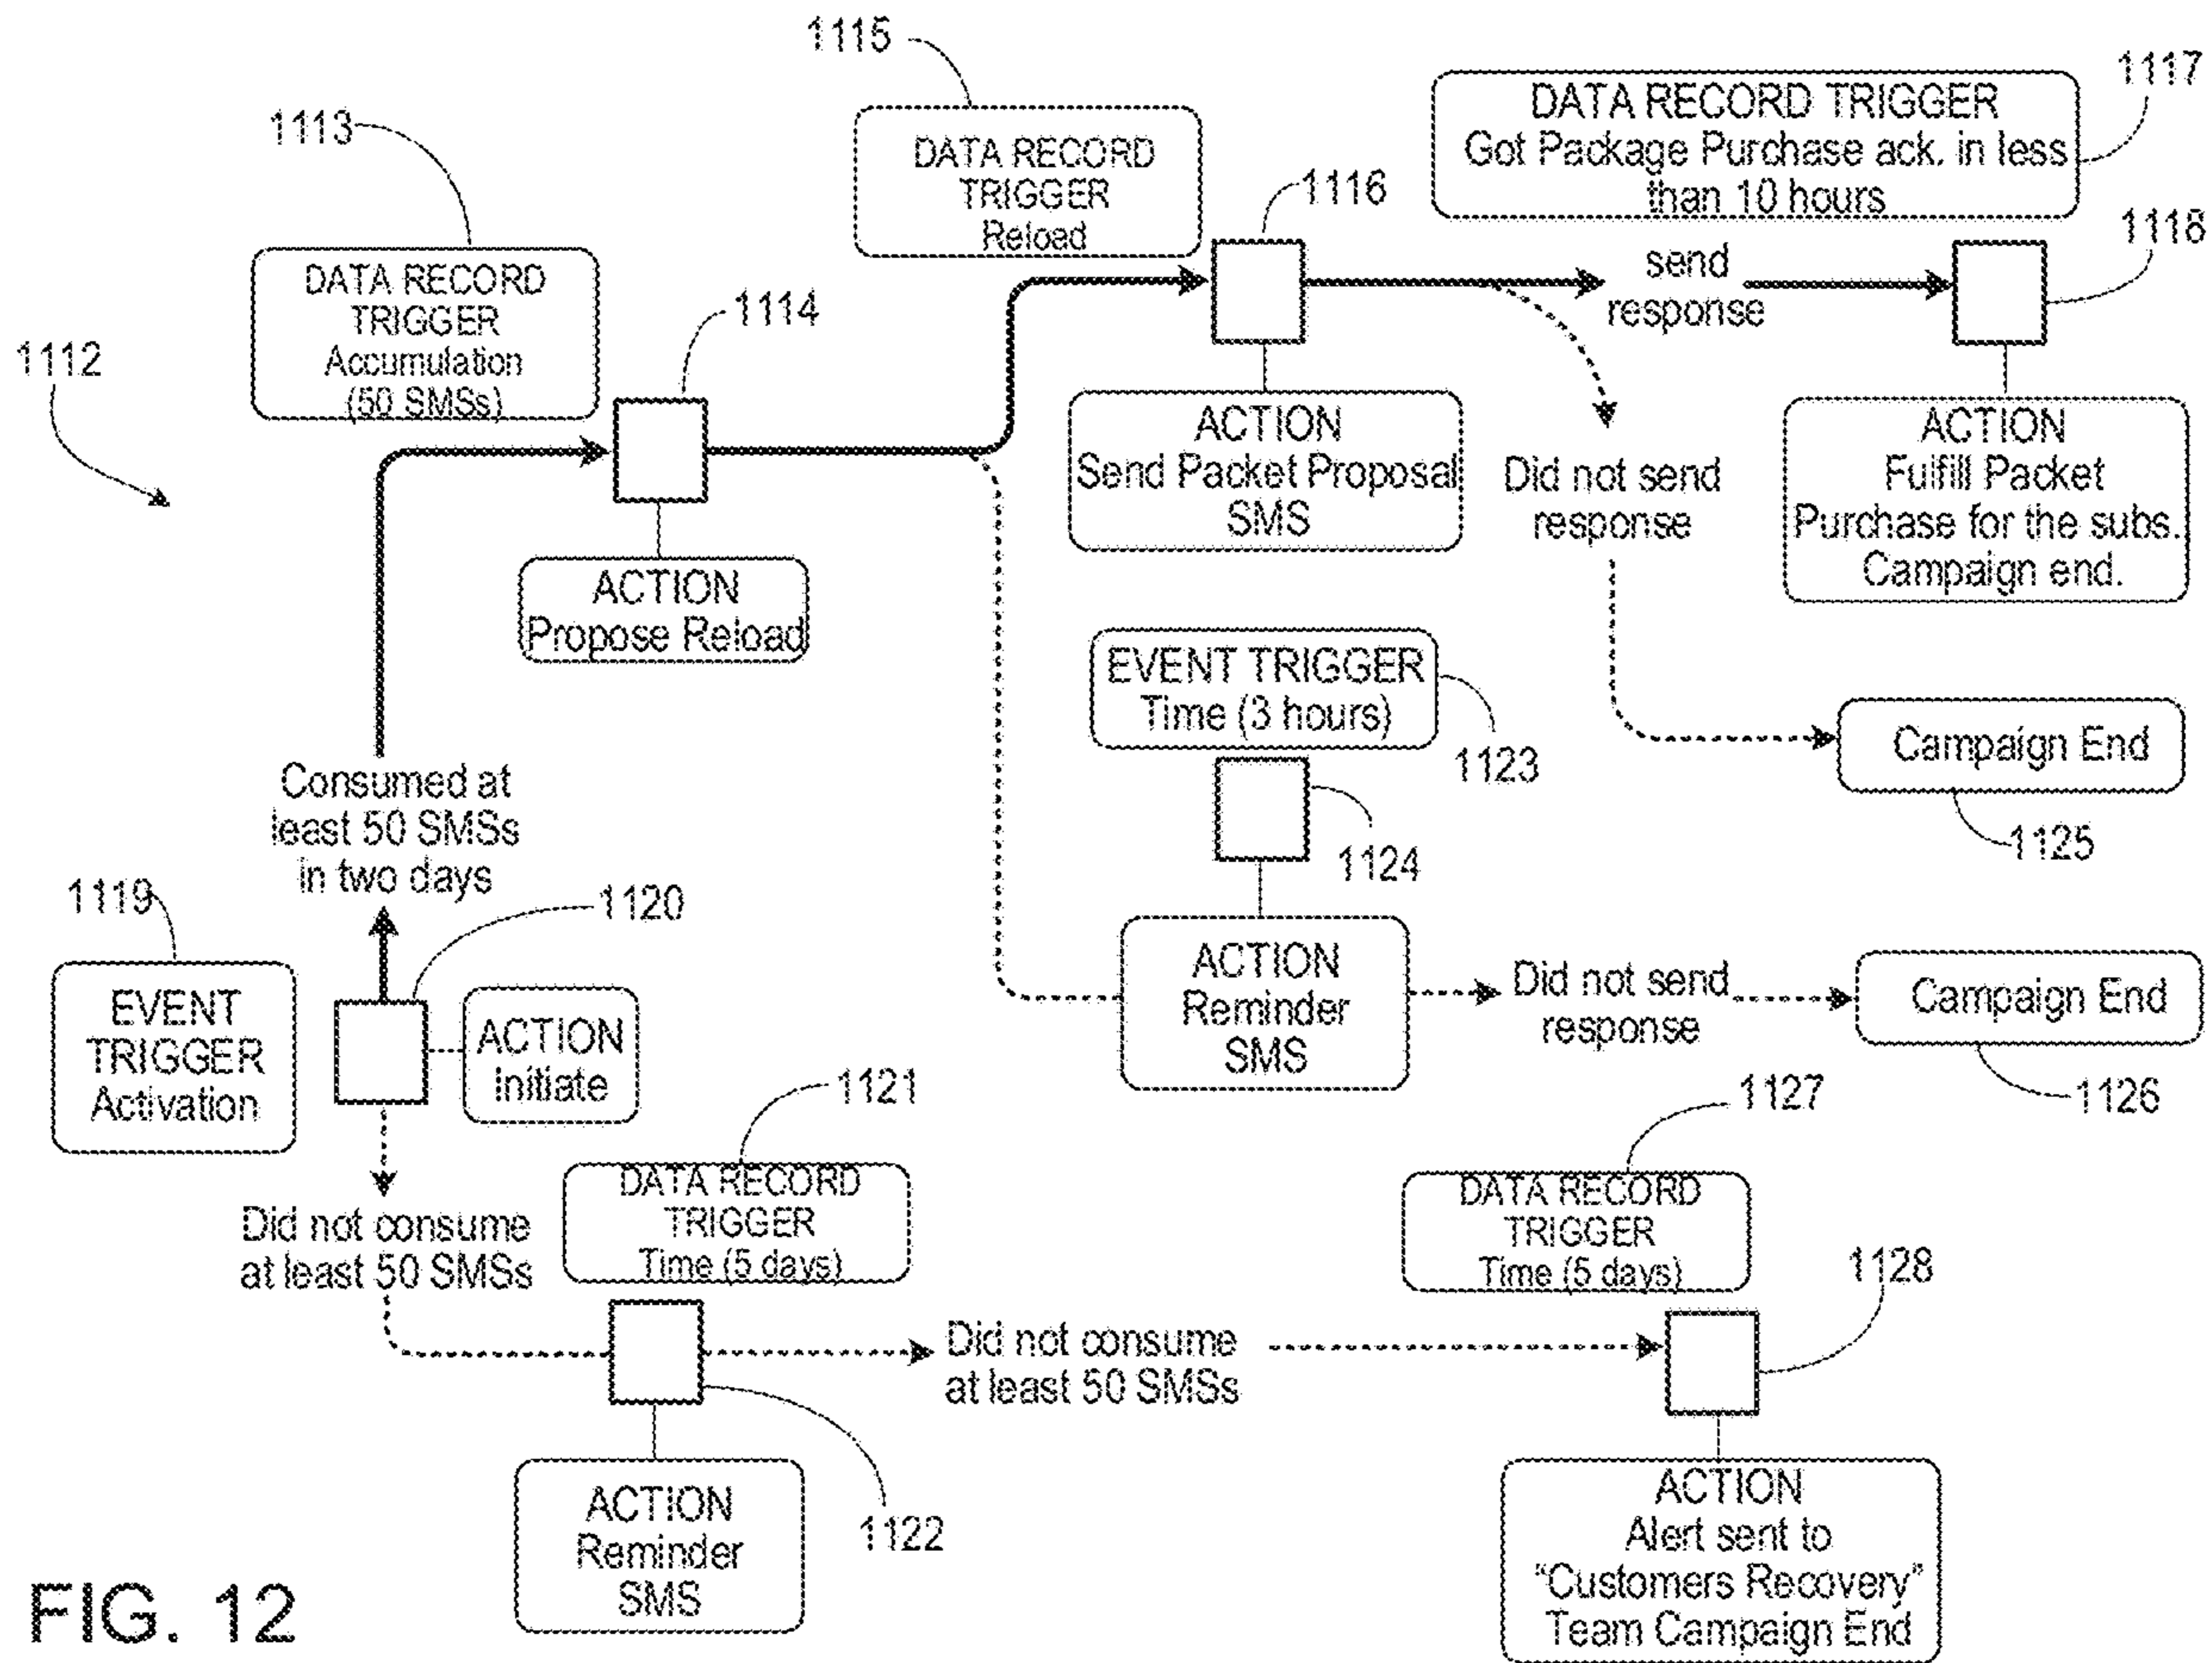 1115
1117
DATA RECORD TRIGGER
Got Package Purchase ack. in less
than 10 hours
1113
DATA RECORD
TRIGGER
Reload
1116
1118
DATA RECORD
TRIGGER
Accumulation
(50 SMSs)
1114
send
response
1112
ACTION
Send Packet Proposal
SMS
Did not send
response
ACTION
Fulfill Packet
Purchase for the subs.
Campaign end.
ACTION
Propose Reload
EVENT TRIGGER
Time (3 hours)
1123
Campaign End
1125
Consumed at
least 50 SMSs
in two days
1124
1119
1120
EVENT
TRIGGER
Activation
ACTION
Initiate
ACTION
Reminder
SMS
Did not send
response
Campaign End
1126
1121
1127
DATA RECORD
TRIGGER
Time (5 days)
DATA RECORD
TRIGGER
Time (5 days)
1128
Did not consume
at least 50 SMSs
Did not consume
at least 50 SMSs
1122
ACTION
Reminder
SMS
ACTION
Alert sent to
"Customers Recovery"
Team Campaign End
FIG. 12